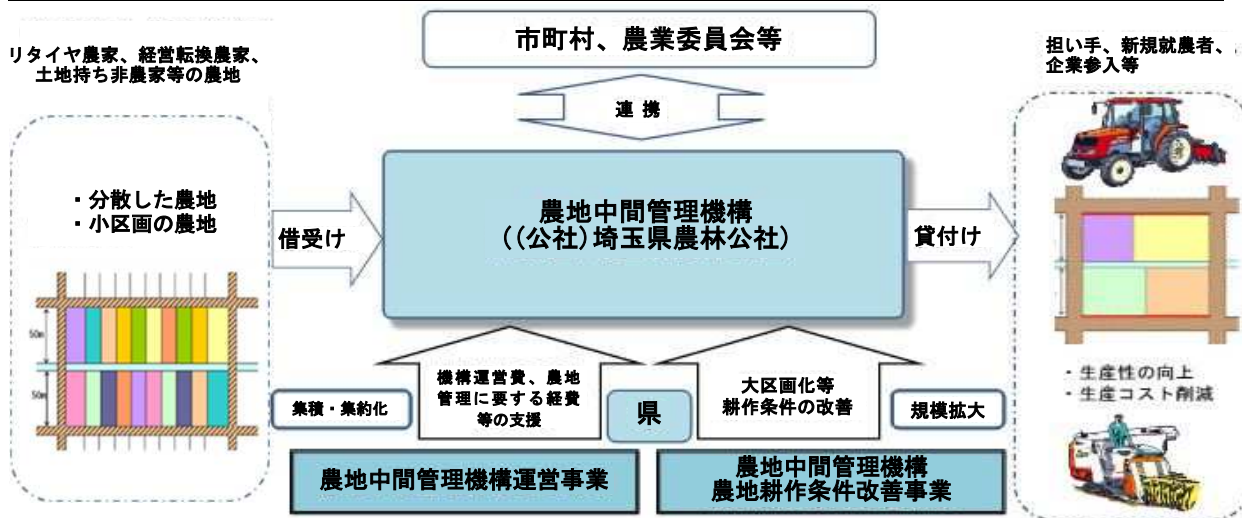 市町村、農業委員会等
リタイヤ農家、経営転換農家、
土地持ち非農家等の農地
担い手、新規就農者、
企業参入等
連 携
・分散した農地
・小区画の農地
借受け
農地中間管理機構
((公社)埼玉県農林公社)
貸付け
50m
50m
・生産性の向上
・生産コスト削減
集積・集約化
機構運営費、農地
管理に要する経費
等の支援
県
大区画化等
耕作条件の改善
規模拡大
農地中間管理機構運営事業
農地中間管理機構
農地耕作条件改善事業